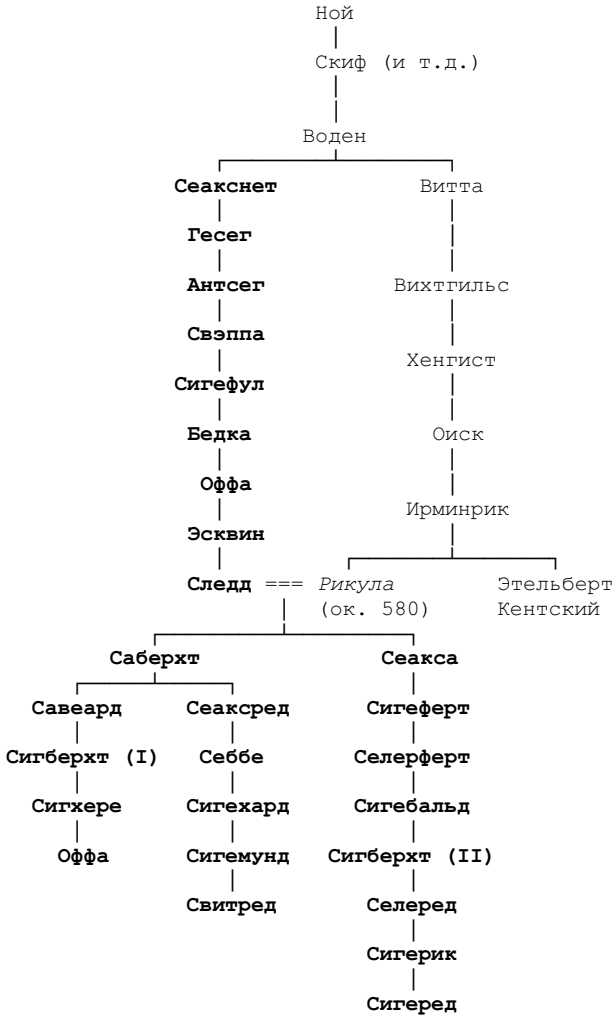 Ной
Скиф (и т.д.)
Воден
Сеакснет Витта
Гесег
Антсег Вихтгильс
Свэппа
Хенгист
Сигефул
Бедка Оиск
Оффа
Ирминрик
Эсквин
Следд === Рикула Этельберт
(ок. 580) Кентский
Саберхт Сеакса
Савеард Сеаксред Сигеферт
Сигберхт (I) Себбе Селерферт
Сигхере Сигехард Сигебальд
Оффа Сигемунд Сигберхт (II)
Свитред Селеред
Сигерик
Сигеред